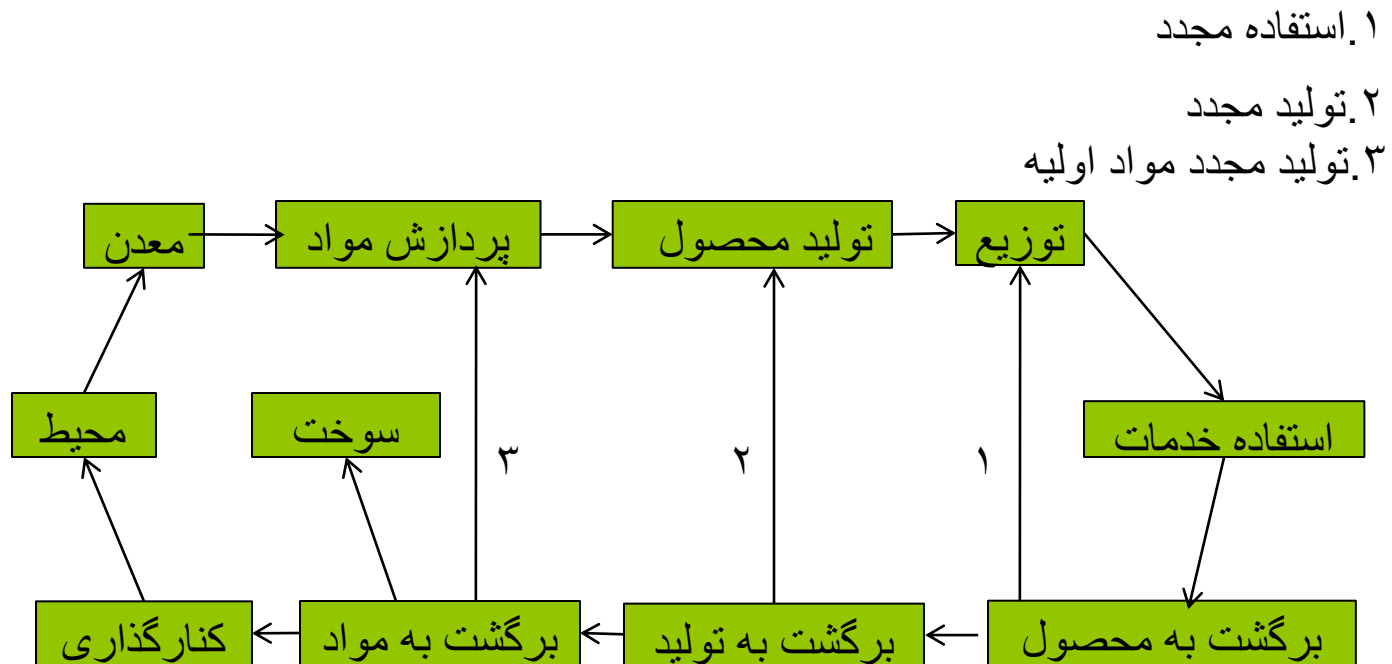 ۱.استفاده مجدد
۲.تولید مجدد
۳.تولید مجدد مواد اولیه
توزیع
تولید محصول
پردازش مواد
معدن
استفاده خدمات
سوخت
محیط
۱
۲
۳
برگشت به محصول
برگشت به تولید
برگشت به مواد
کنارگذاری